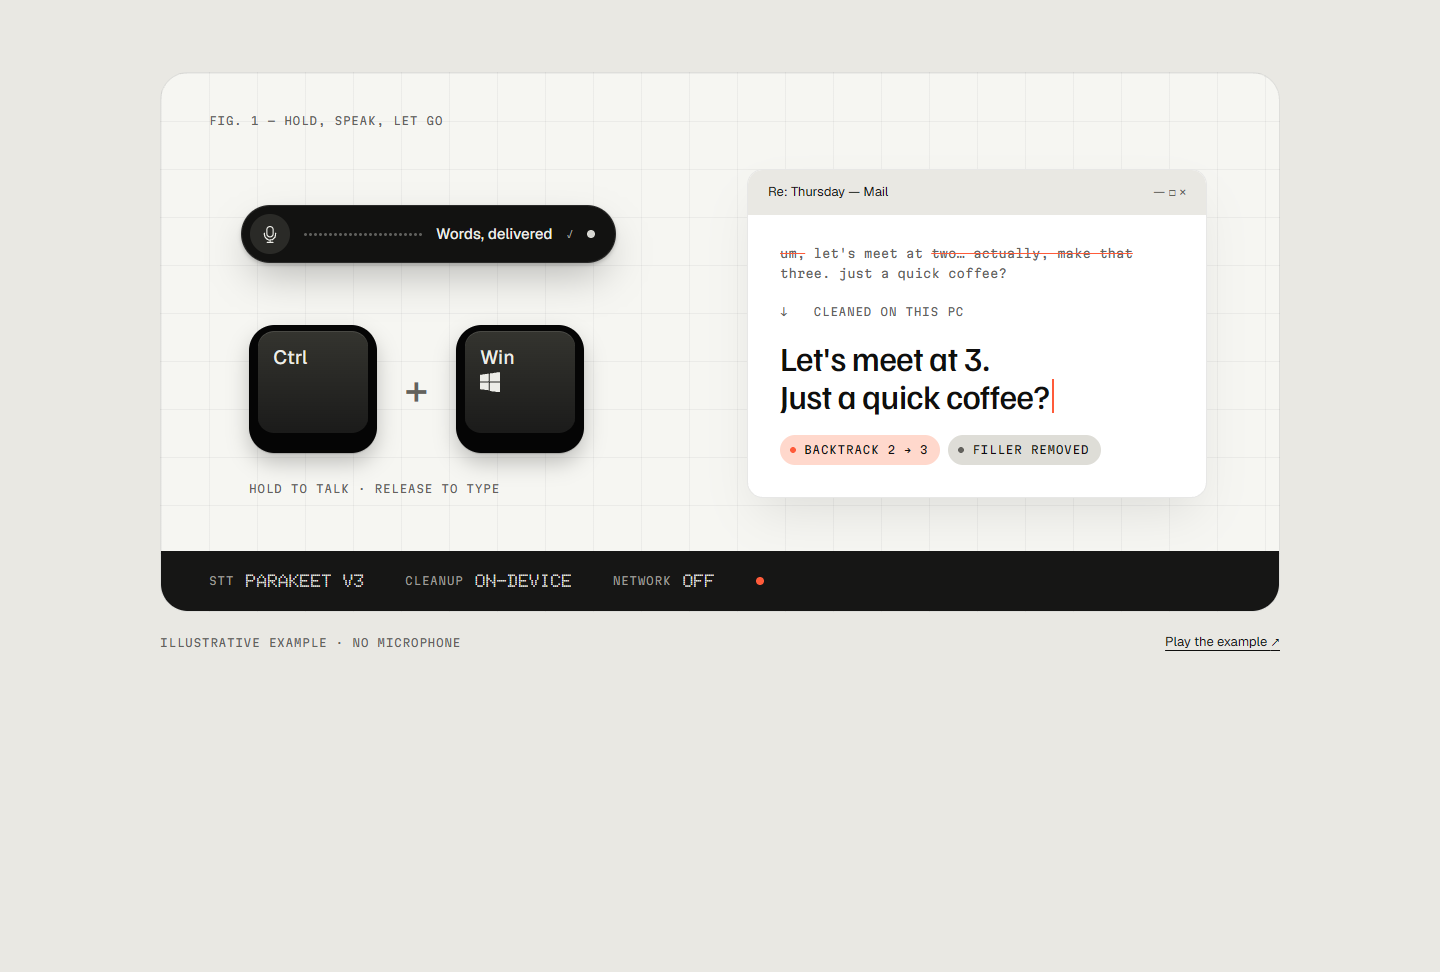 FIG. 1 — HOLD, SPEAK, LET GO
Words, delivered ✓
Ctrl
+
Win
HOLD TO TALK · RELEASE TO TYPE
Re: Thursday — Mail
um, let's meet at two… actually, make that
three. just a quick coffee?
↓ CLEANED ON THIS PC
Let's meet at 3.
Just a quick coffee?
BACKTRACK 2 → 3
FILLER REMOVED
STT PARAKEET V3
CLEANUP ON-DEVICE
NETWORK OFF
ILLUSTRATIVE EXAMPLE · NO MICROPHONE
Play the example ↗